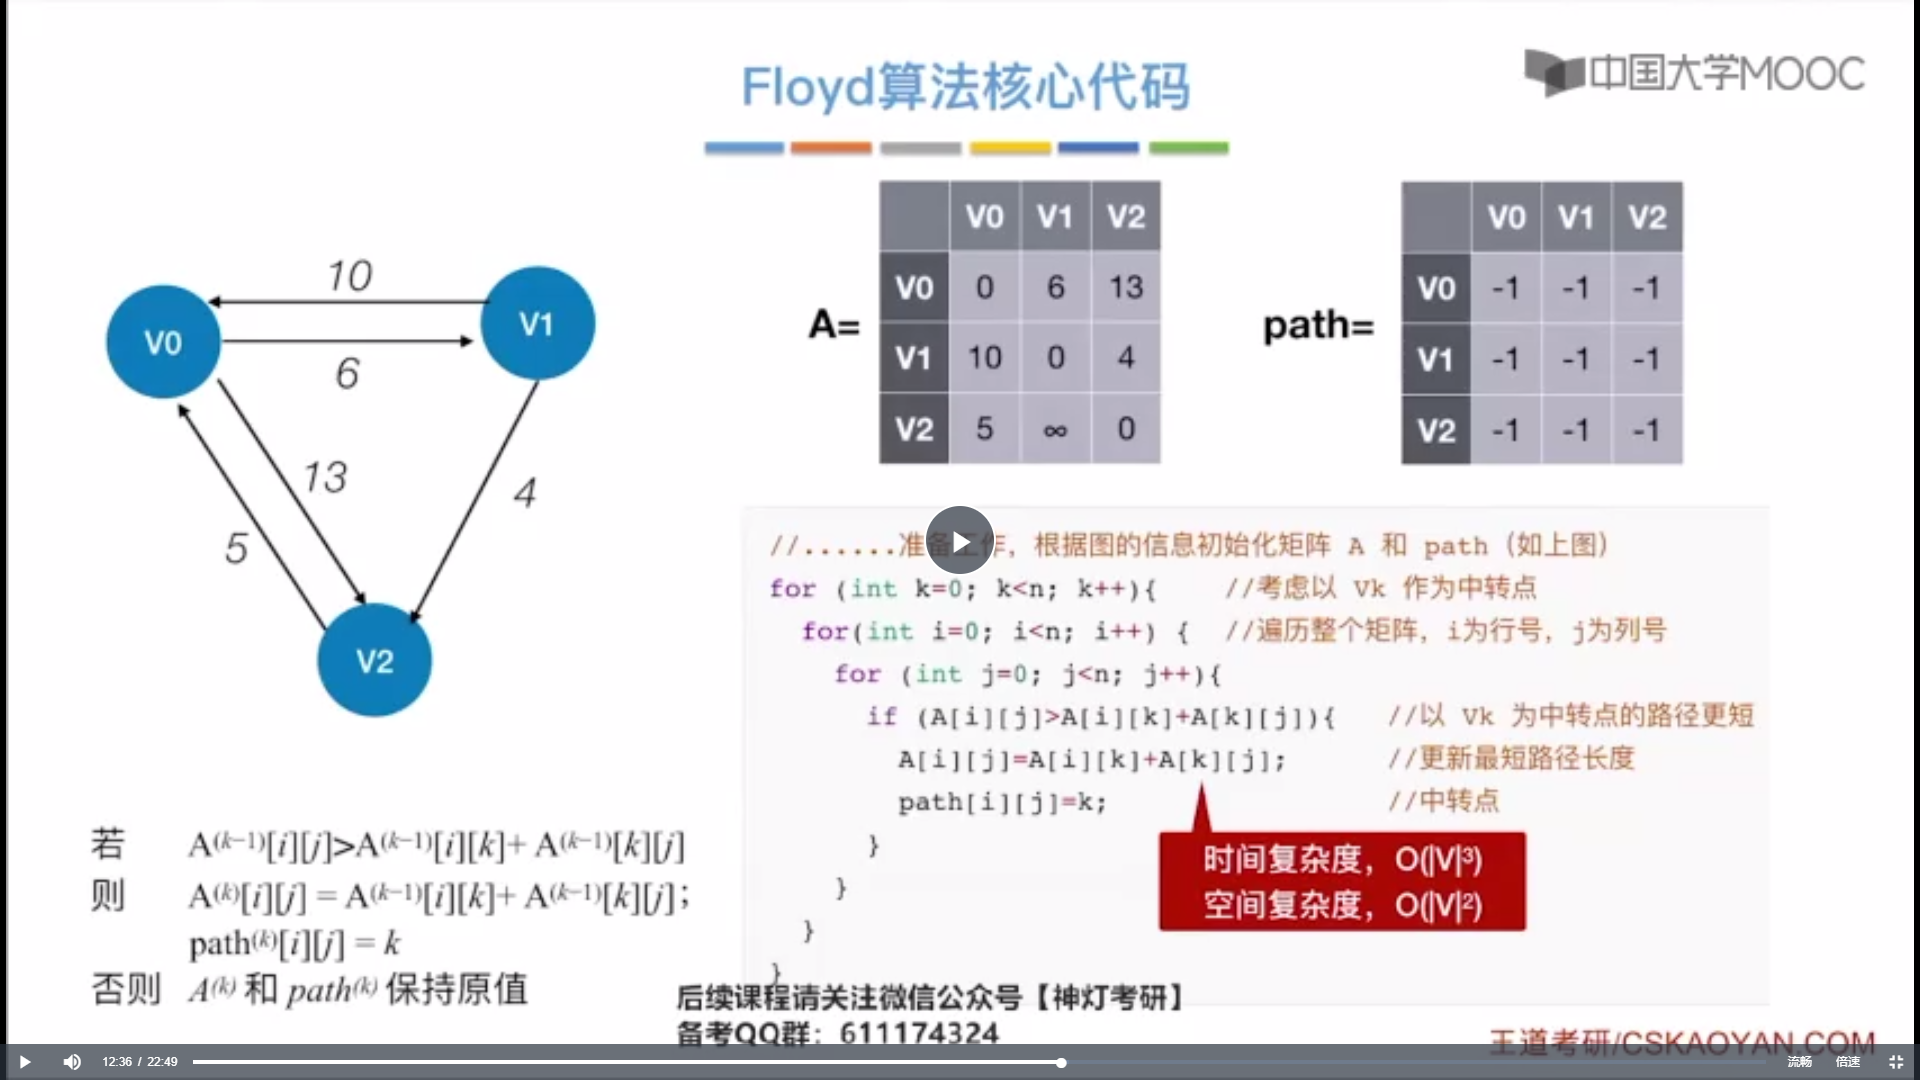 Floyd算法核心代码
中国大学MOOC
10
6
13
5
4
V0
V1
V2
A=
V0 V1 V2
V0 0 6 13
V1 10 0 4
V2 5 ∞ 0
path=
V0 V1 V2
V0 -1 -1 -1
V1 -1 -1 -1
V2 -1 -1 -1
//......准备工作，根据图的信息初始化矩阵 A 和 path（如上图）
for (int k=0; k<n; k++){ //考虑以 Vk 作为中转点
for(int i=0; i<n; i++) { //遍历整个矩阵，i为行号，j为列号
for (int j=0; j<n; j++){
if (A[i][j]>A[i][k]+A[k][j]){ //以 Vk 为中转点的路径更短
A[i][j]=A[i][k]+A[k][j]; //更新最短路径长度
path[i][j]=k; //中转点
}
}
}
}
时间复杂度，O(|V|³)
空间复杂度，O(|V|²)
若 A⁽ᵏ⁻¹⁾[i][j]>A⁽ᵏ⁻¹⁾[i][k]+ A⁽ᵏ⁻¹⁾[k][j]
则 A⁽ᵏ⁾[i][j] = A⁽ᵏ⁻¹⁾[i][k]+ A⁽ᵏ⁻¹⁾[k][j];
path⁽ᵏ⁾[i][j] = k
否则 A⁽ᵏ⁾ 和 path⁽ᵏ⁾ 保持原值
后续课程请关注微信公众号【神灯考研】
备考QQ群：611174324
王道考研/CSKAOYAN.COM
12:36 / 22:49
流畅 倍速